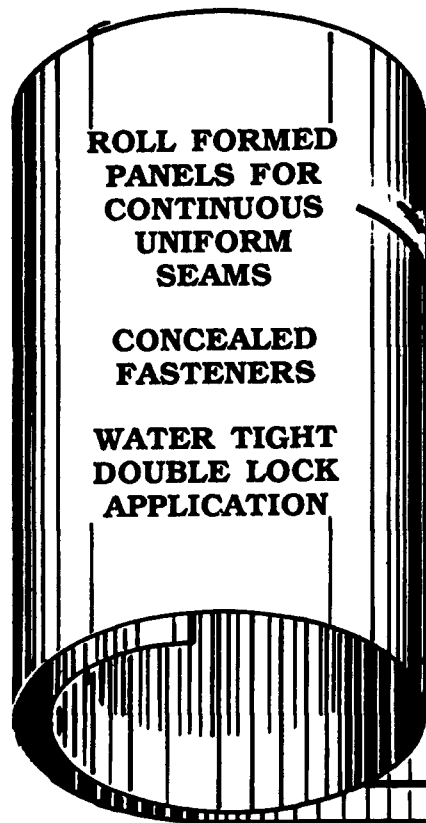 ROLL FORMED
PANELS FOR
CONTINUOUS
UNIFORM
SEAMS
CONCEALED
FASTENERS
WATER TIGHT
DOUBLE LOCK
APPLICATION